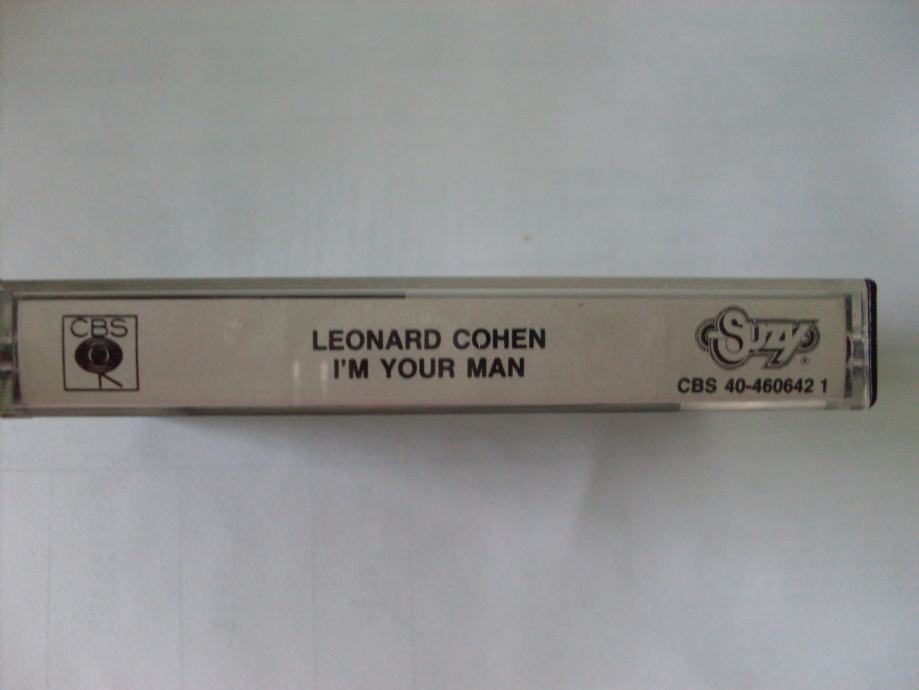 CBS
LEONARD COHEN
I'M YOUR MAN
Suzy®
CBS 40-460642 1